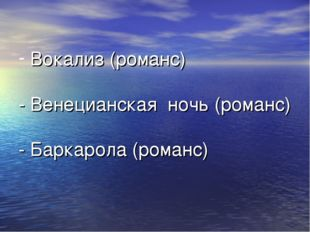 - Вокализ (романс)
- Венецианская ночь (романс)
- Баркарола (романс)